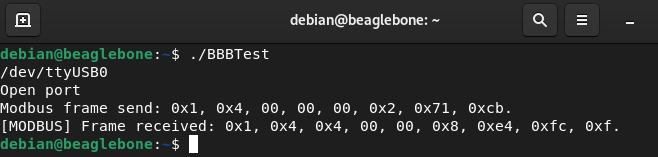 debian@beaglebone: ~
debian@beaglebone:~$ ./BBBTest
/dev/ttyUSB0
Open port
Modbus frame send: 0x1, 0x4, 00, 00, 00, 0x2, 0x71, 0xcb.
[MODBUS] Frame received: 0x1, 0x4, 0x4, 00, 00, 0x8, 0xe4, 0xfc, 0xf.
debian@beaglebone:~$